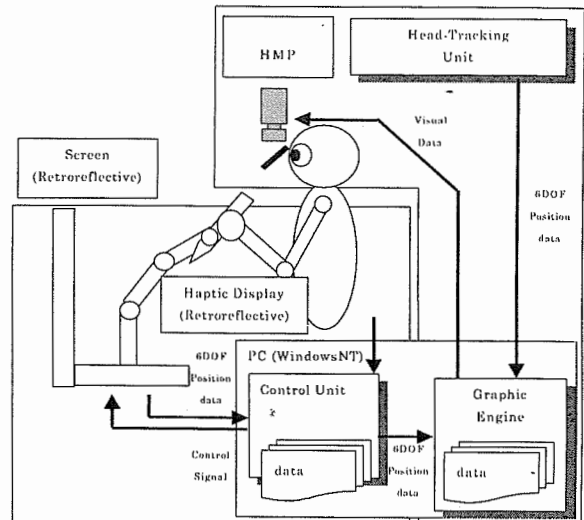 HMP
Head-Tracking
Unit
Visual
Data
Screen
(Retroreflective)
6DOF
Position
data
Haptic Display
(Retroreflective)
PC (WindowsNT)
6DOF
Position
data
Control Unit
data
Control
Signal
6DOF
Position
data
Graphic
Engine
data